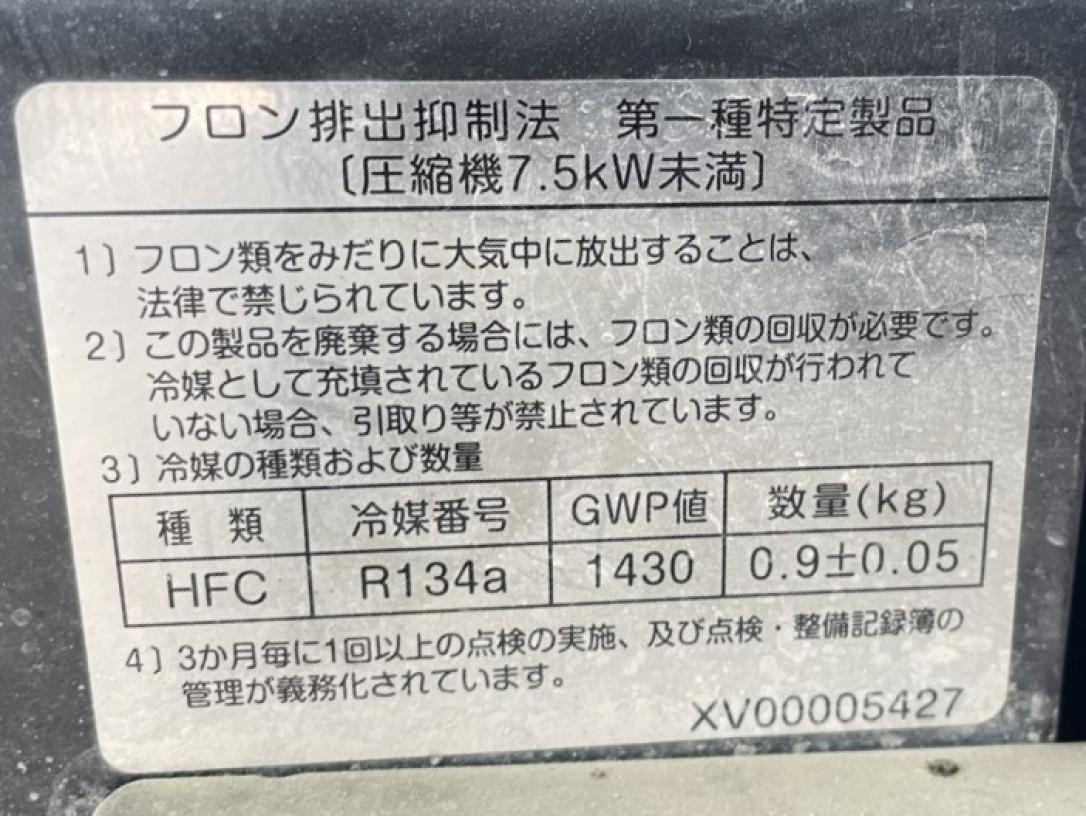 フロン排出抑制法 第一種特定製品
〔圧縮機7.5kW未満〕
1〕フロン類をみだりに大気中に放出することは、
法律で禁じられています。
2〕この製品を廃棄する場合には、フロン類の回収が必要です。
冷媒として充填されているフロン類の回収が行われて
いない場合、引取り等が禁止されています。
3〕冷媒の種類および数量
種類 冷媒番号 GWP値 数量(kg)
HFC R134a 1430 0.9±0.05
4〕3か月毎に1回以上の点検の実施、及び点検・整備記録簿の
管理が義務化されています。
XV00005427